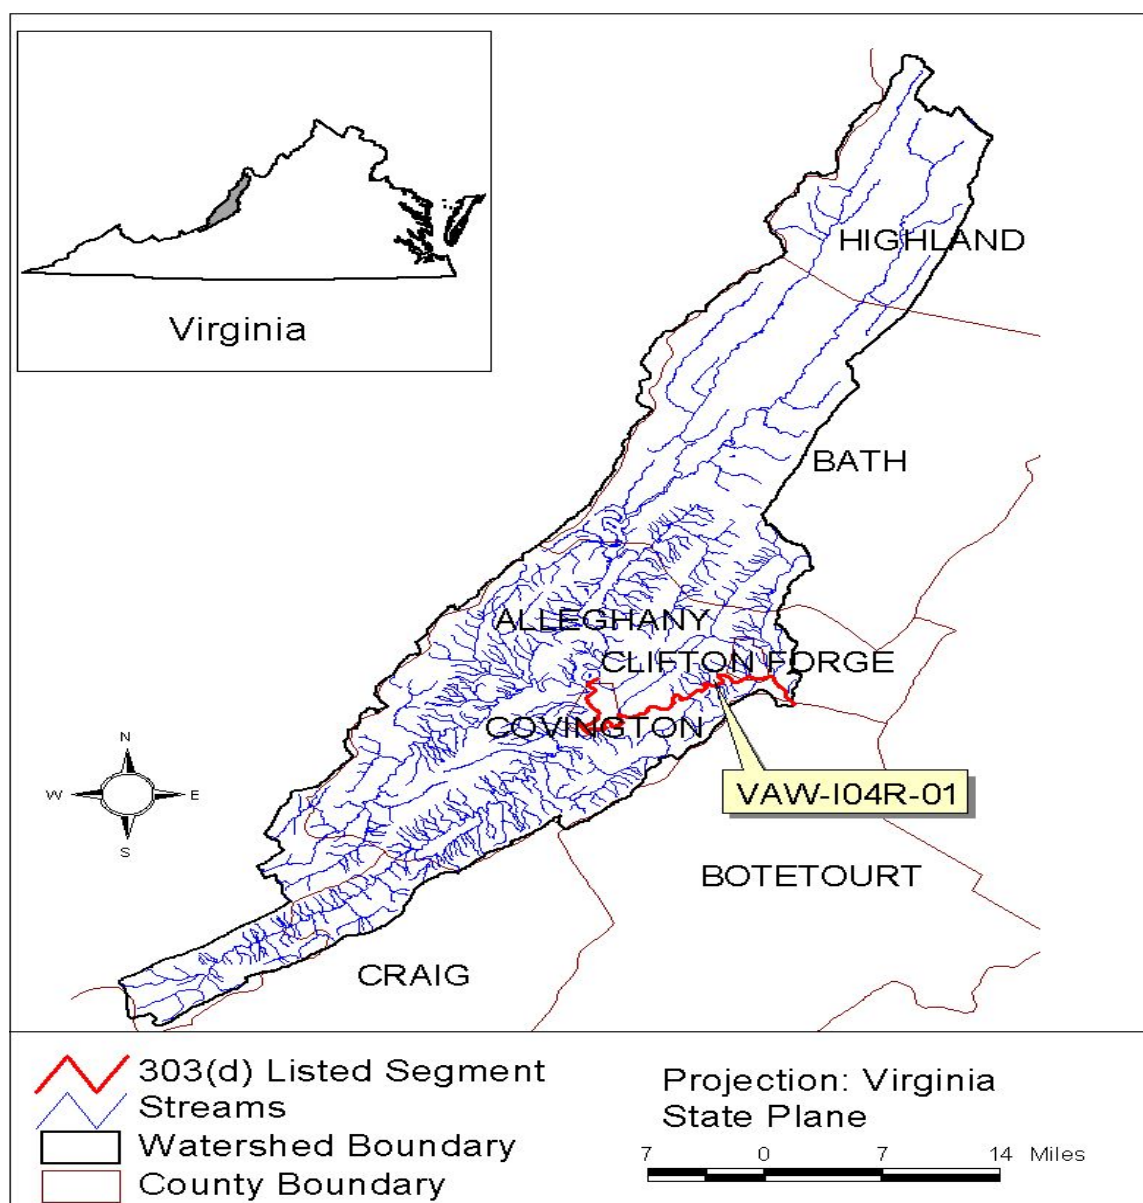 Virginia
HIGHLAND
BATH
ALLEGHANY
CLIFTON FORGE
COVINGTON
VAW-I04R-01
BOTETOURT
CRAIG
N
W
E
S
303(d) Listed Segment
Streams
Watershed Boundary
County Boundary
Projection: Virginia
State Plane
7 0 7 14 Miles